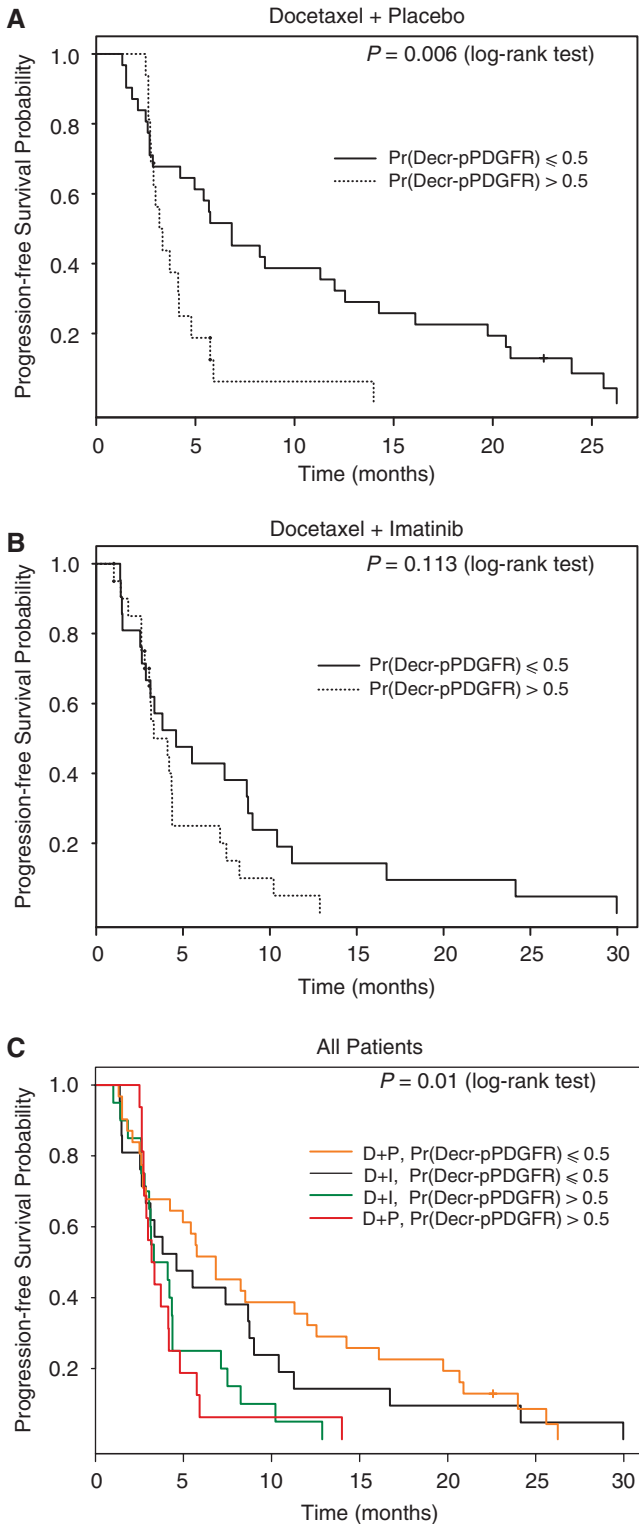 A
Docetaxel + Placebo
P = 0.006 (log-rank test)
Pr(Decr-pPDGFR) ⩽ 0.5
Pr(Decr-pPDGFR) > 0.5
Progression-free Survival Probability
1.0
0.8
0.6
0.4
0.2
0 5 10 15 20 25
Time (months)
B
Docetaxel + Imatinib
P = 0.113 (log-rank test)
Pr(Decr-pPDGFR) ⩽ 0.5
Pr(Decr-pPDGFR) > 0.5
Progression-free Survival Probability
1.0
0.8
0.6
0.4
0.2
0 5 10 15 20 25 30
Time (months)
C
All Patients
P = 0.01 (log-rank test)
D+P, Pr(Decr-pPDGFR) ⩽ 0.5
D+I, Pr(Decr-pPDGFR) ⩽ 0.5
D+I, Pr(Decr-pPDGFR) > 0.5
D+P, Pr(Decr-pPDGFR) > 0.5
Progression-free Survival Probability
1.0
0.8
0.6
0.4
0.2
0 5 10 15 20 25 30
Time (months)